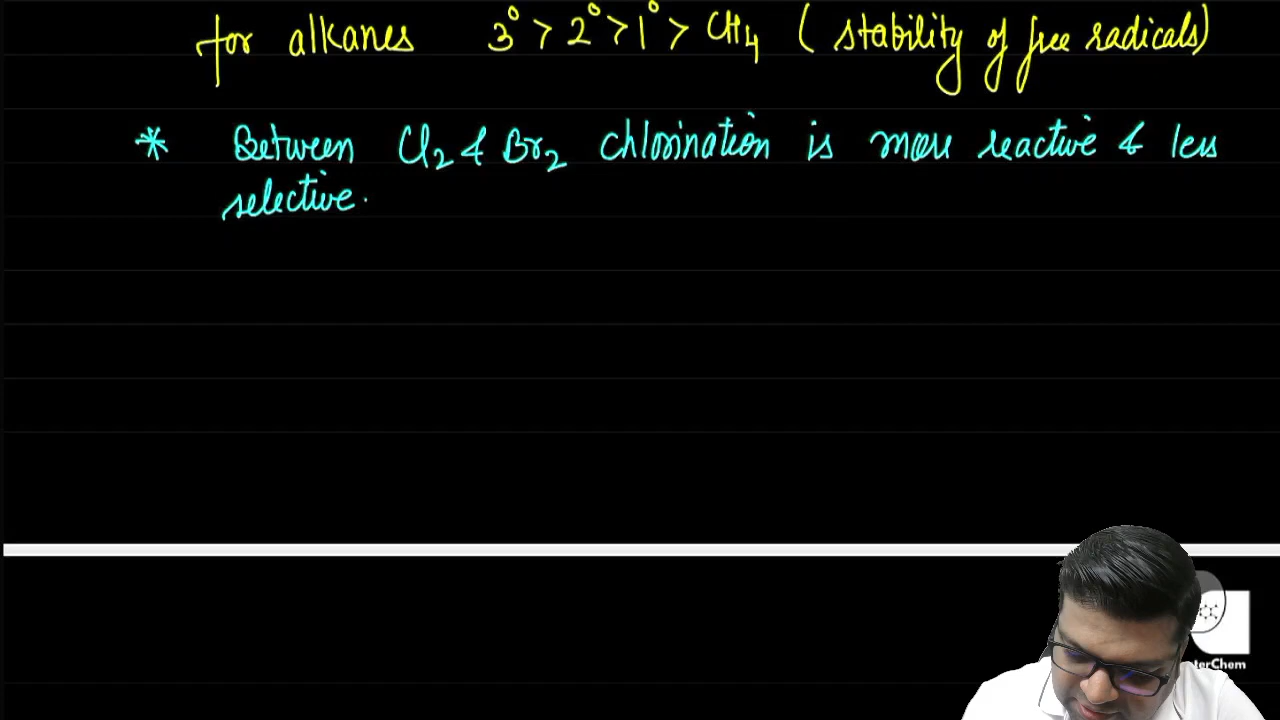 for alkanes 3° > 2° > 1° > CH4 ( stability of free radicals)
* Between Cl2 & Br2 chlorination is more reactive & less
selective.
terChem